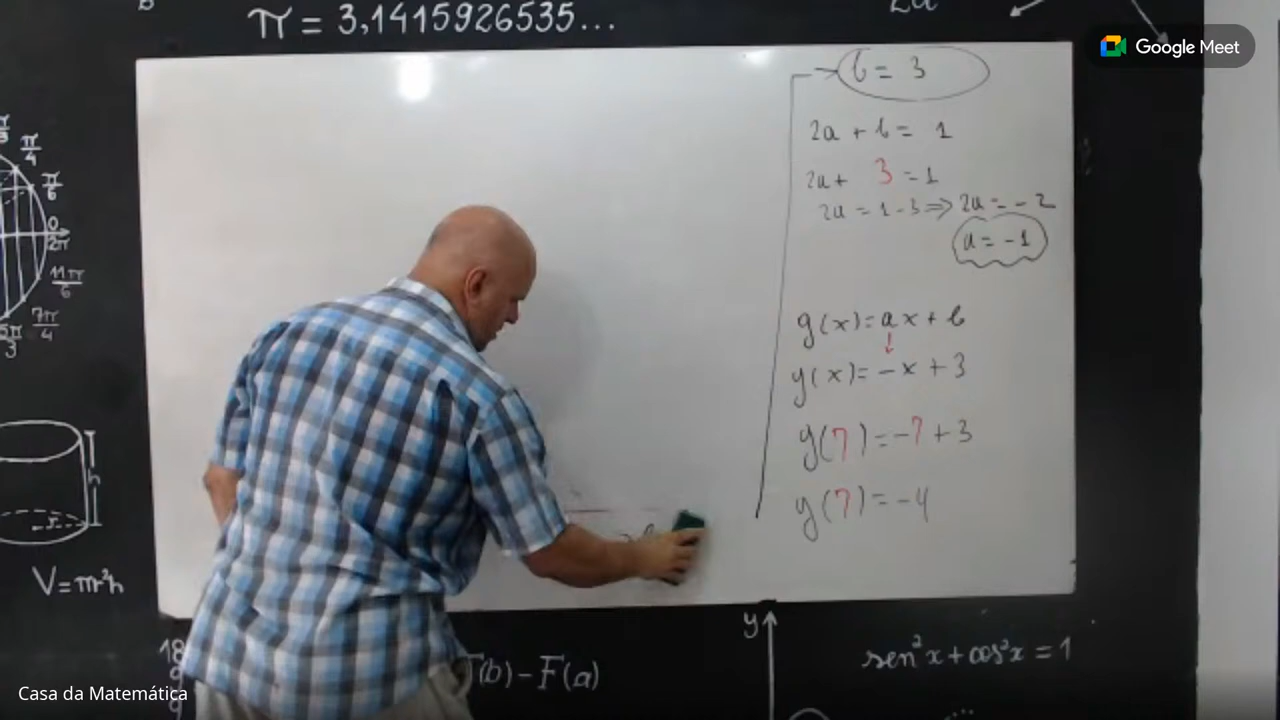 π = 3,1415926535...
2a
Google Meet
b = 3
2a + b = 1
2a + 3 = 1
2a = 1 - 3 ⇒ 2a = - 2
a = - 1
g(x) = ax + b
g(x) = - x + 3
g(7) = - 7 + 3
g(7) = - 4
π/4
π/6
0
2π
11π/6
7π/4
5π/3
h
r
V = πr²h
18
(b) - F(a)
y
sen²x + cos²x = 1
Casa da Matemática